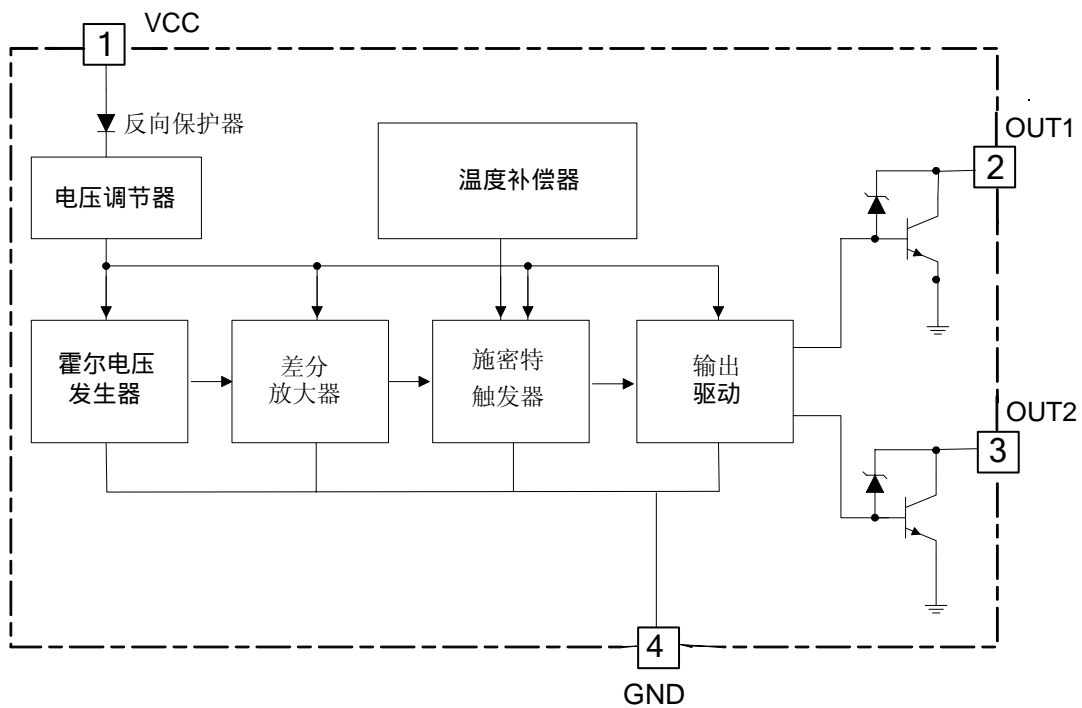 1
VCC
反向保护器
电压调节器
温度补偿器
OUT1
2
霍尔电压
发生器
差分
放大器
施密特
触发器
输出
驱动
OUT2
3
4
GND